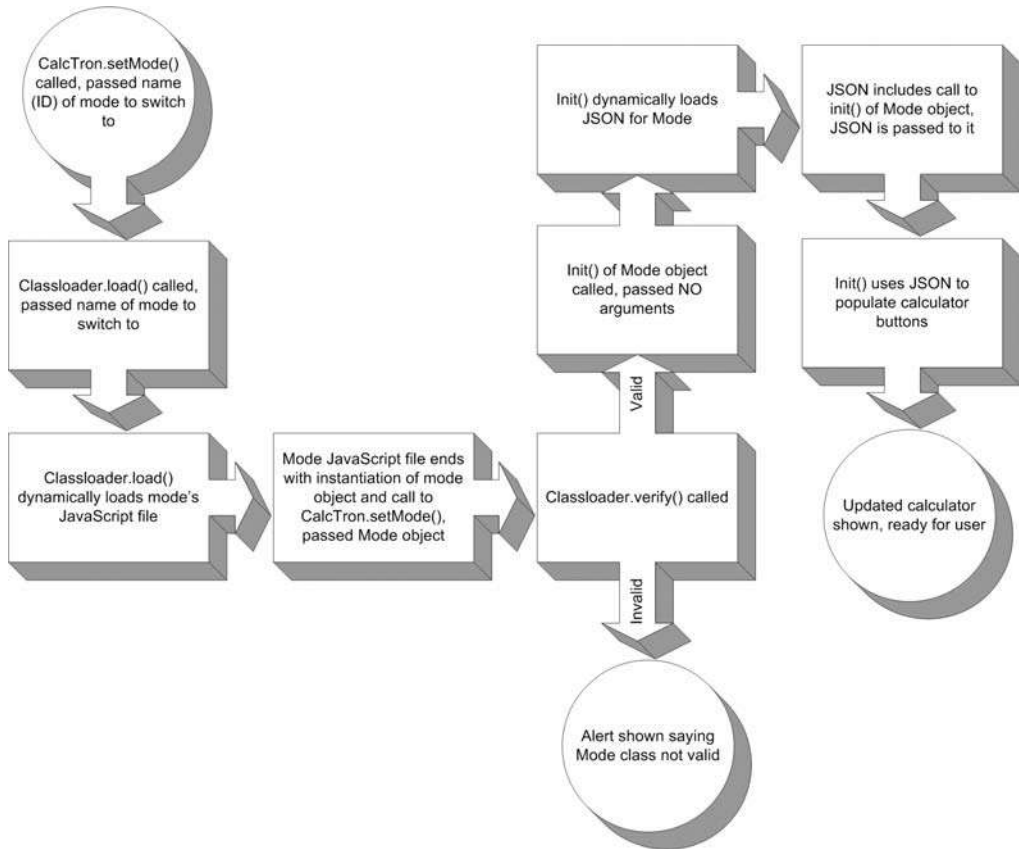 CalcTron.setMode()
called, passed name
(ID) of mode to switch
to
Classloader.load() called,
passed name of mode to
switch to
Classloader.load()
dynamically loads mode's
JavaScript file
Mode JavaScript file ends
with instantiation of mode
object and call to
CalcTron.setMode(),
passed Mode object
Classloader.verify() called
Valid
Invalid
Alert shown saying
Mode class not valid
Init() of Mode object
called, passed NO
arguments
Init() dynamically loads
JSON for Mode
JSON includes call to
init() of Mode object,
JSON is passed to it
Init() uses JSON to
populate calculator
buttons
Updated calculator
shown, ready for user